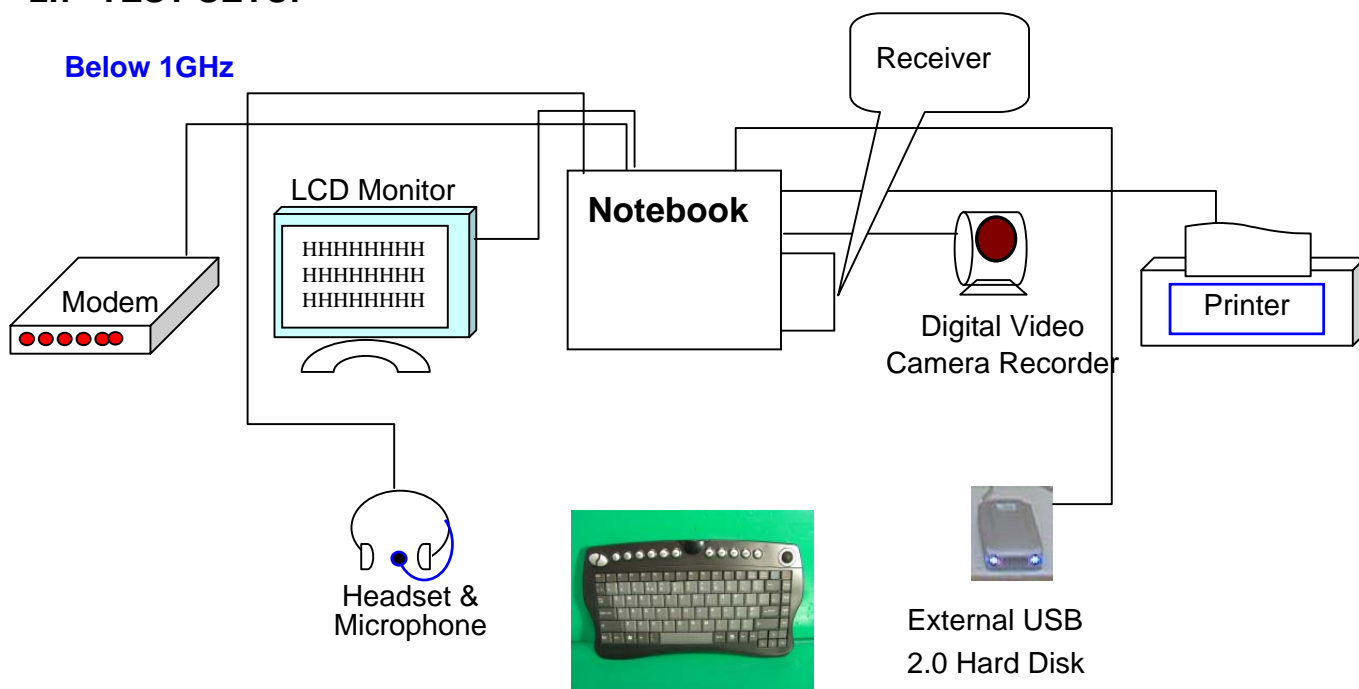 Below 1GHz
Receiver
LCD Monitor
Notebook
HHHHHHHH
HHHHHHHH
HHHHHHHH
Modem
Printer
Digital Video
Camera Recorder
Headset &
Microphone
External USB
2.0 Hard Disk